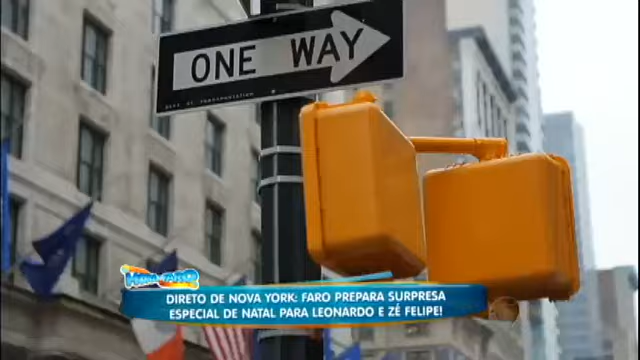 ONE WAY
DIRETO DE NOVA YORK: FARO PREPARA SURPRESA
ESPECIAL DE NATAL PARA LEONARDO E ZÉ FELIPE!